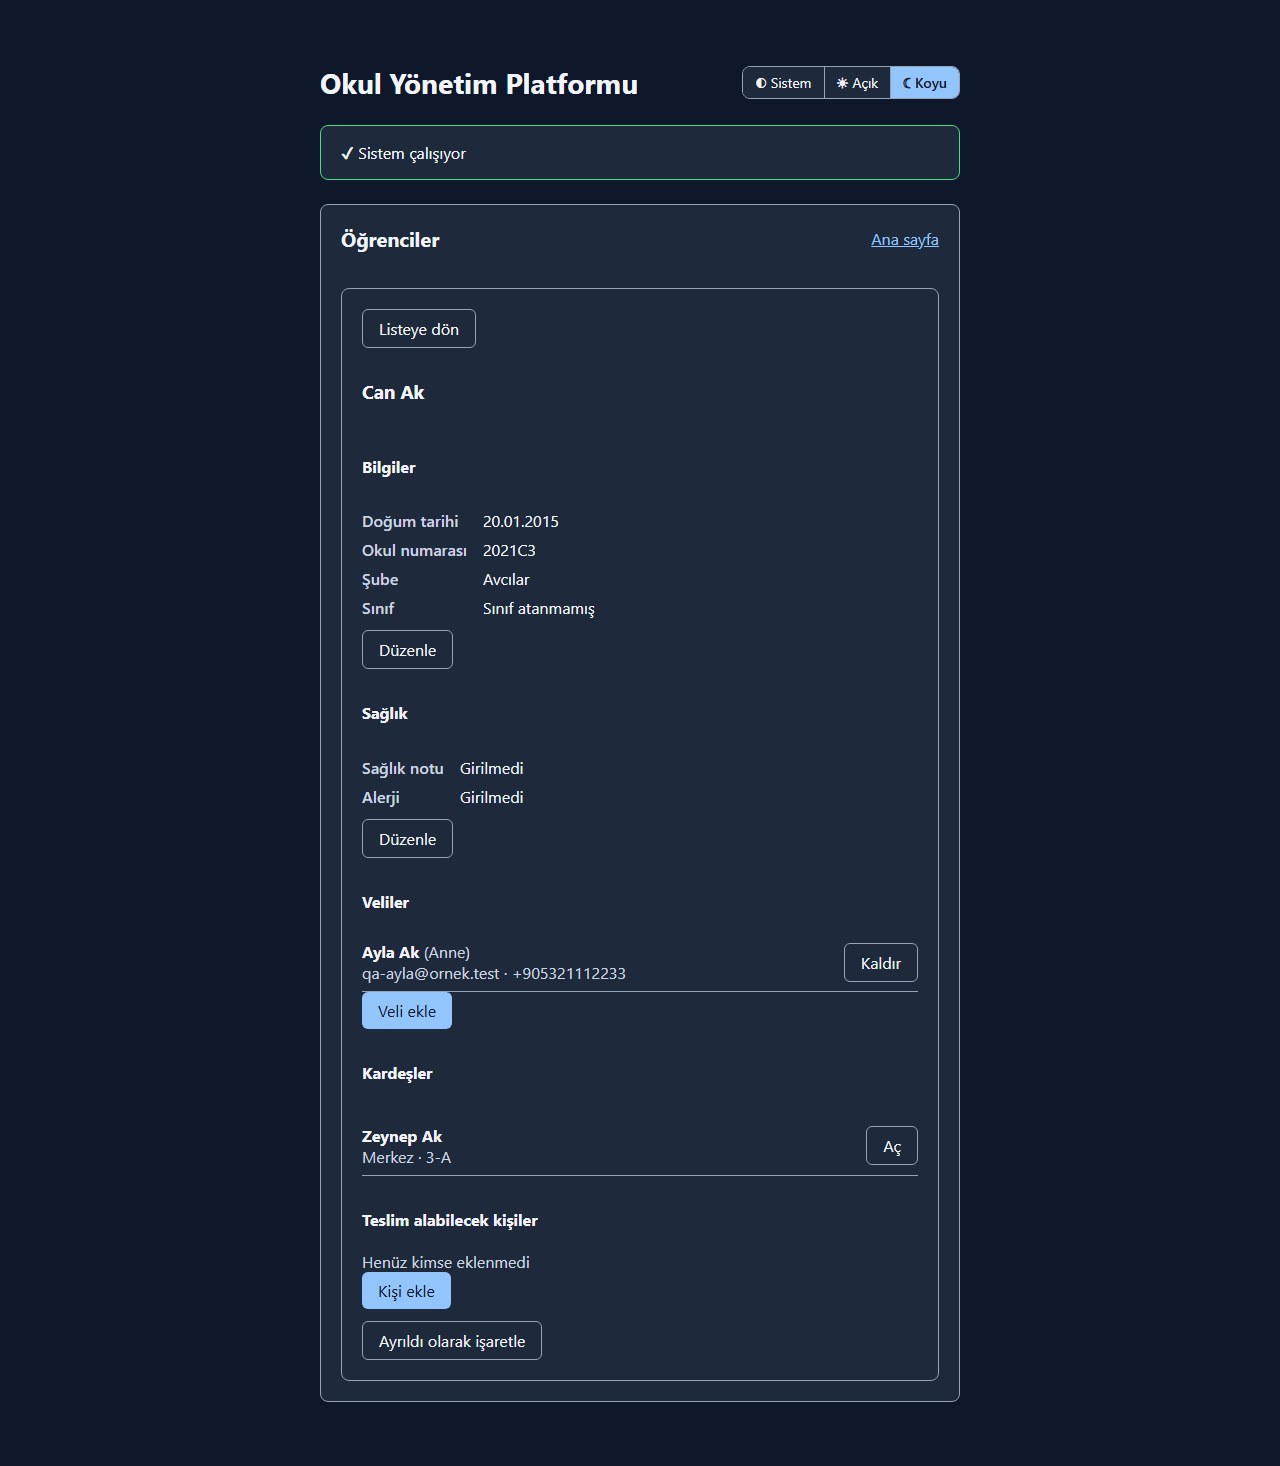 Okul Yönetim Platformu
◐ Sistem
☀ Açık
☾ Koyu
✓ Sistem çalışıyor
Öğrenciler
Ana sayfa
Listeye dön
Can Ak
Bilgiler
Doğum tarihi 20.01.2015
Okul numarası 2021C3
Şube Avcılar
Sınıf Sınıf atanmamış
Düzenle
Sağlık
Sağlık notu Girilmedi
Alerji Girilmedi
Düzenle
Veliler
Ayla Ak (Anne)
qa-ayla@ornek.test · +905321112233
Kaldır
Veli ekle
Kardeşler
Zeynep Ak
Merkez · 3-A
Aç
Teslim alabilecek kişiler
Henüz kimse eklenmedi
Kişi ekle
Ayrıldı olarak işaretle